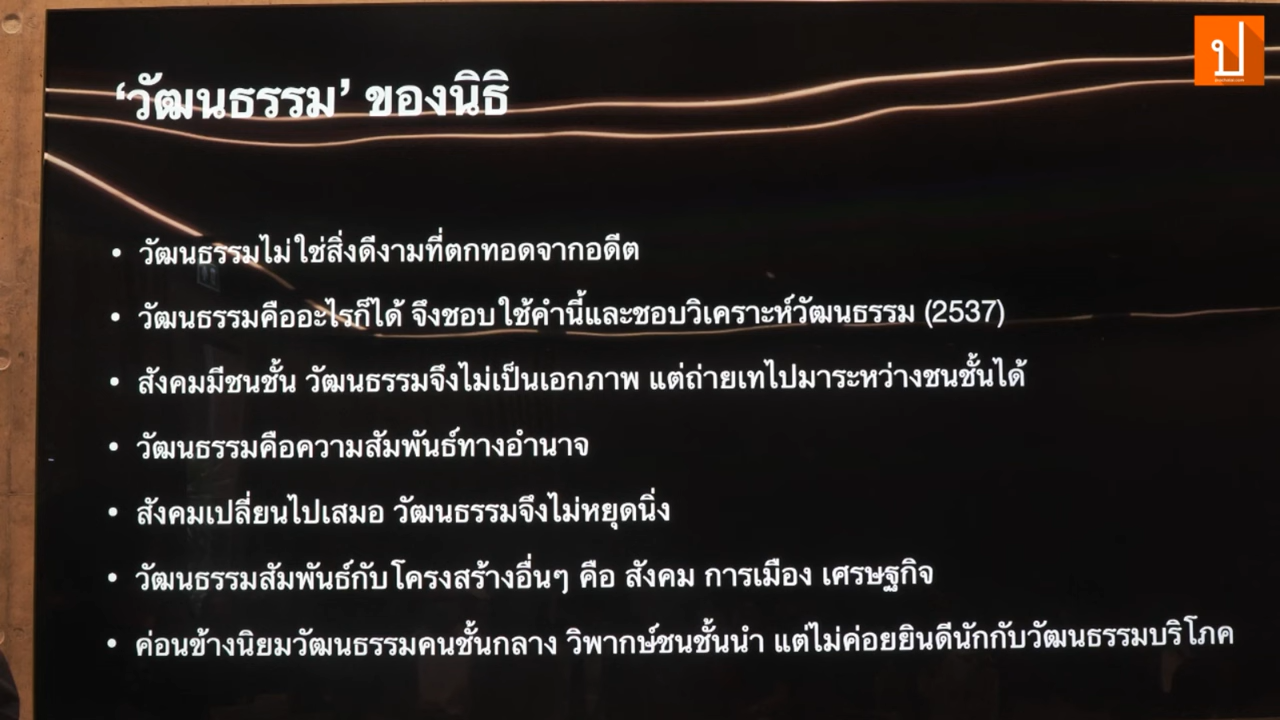 ป
‘วัฒนธรรม’ ของนิธิ
• วัฒนธรรมไม่ใช่สิ่งดีงามที่ตกทอดจากอดีต
• วัฒนธรรมคืออะไรก็ได้ จึงชอบใช้คำนี้และชอบวิเคราะห์วัฒนธรรม (2537)
• สังคมมีชนชั้น วัฒนธรรมจึงไม่เป็นเอกภาพ แต่ถ่ายเทไปมาระหว่างชนชั้นได้
• วัฒนธรรมคือความสัมพันธ์ทางอำนาจ
• สังคมเปลี่ยนไปเสมอ วัฒนธรรมจึงไม่หยุดนิ่ง
• วัฒนธรรมสัมพันธ์กับโครงสร้างอื่นๆ คือ สังคม การเมือง เศรษฐกิจ
• ค่อนข้างนิยมวัฒนธรรมคนชั้นกลาง วิพากษ์ชนชั้นนำ แต่ไม่ค่อยยินดีนักกับวัฒนธรรมบริโภค